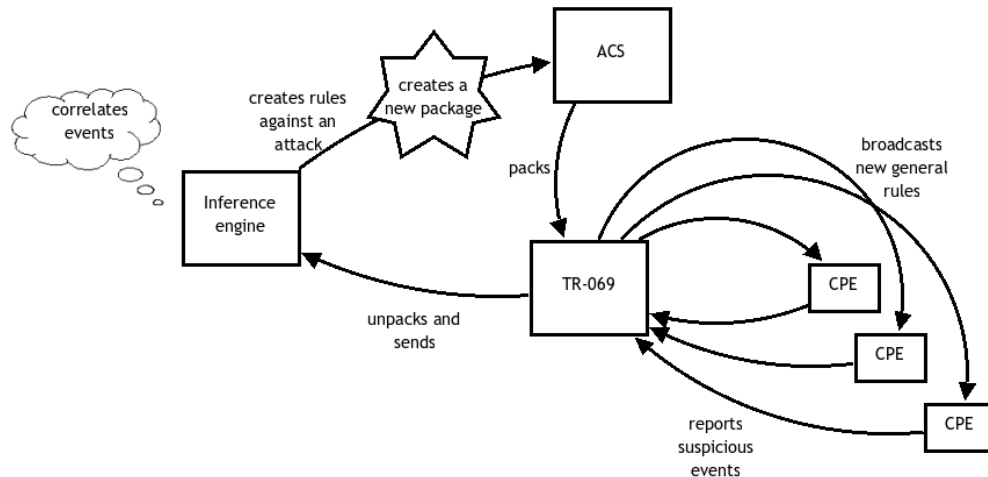 ACS
creates a
new package
correlates
events
creates rules
against an
attack
broadcasts
new general
rules
packs
Inference
engine
TR-069
CPE
unpacks and
sends
CPE
CPE
reports
suspicious
events